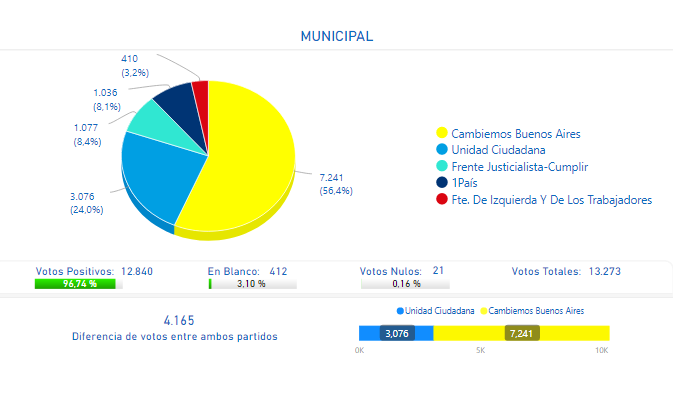 MUNICIPAL
410
(3,2%)
1.036
(8,1%)
1.077
(8,4%)
3.076
(24,0%)
7.241
(56,4%)
Cambiemos Buenos Aires
Unidad Ciudadana
Frente Justicialista-Cumplir
1País
Fte. De Izquierda Y De Los Trabajadores
Votos Positivos: 12.840
96,74 %
En Blanco: 412
3,10 %
Votos Nulos: 21
0,16 %
Votos Totales: 13.273
4.165
Diferencia de votos entre ambos partidos
Unidad Ciudadana Cambiemos Buenos Aires
3,076 7,241
0K 5K 10K